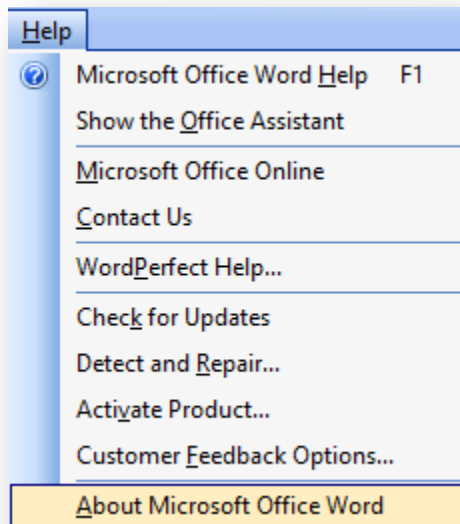 Help
Microsoft Office Word Help F1
Show the Office Assistant
Microsoft Office Online
Contact Us
WordPerfect Help...
Check for Updates
Detect and Repair...
Activate Product...
Customer Feedback Options...
About Microsoft Office Word